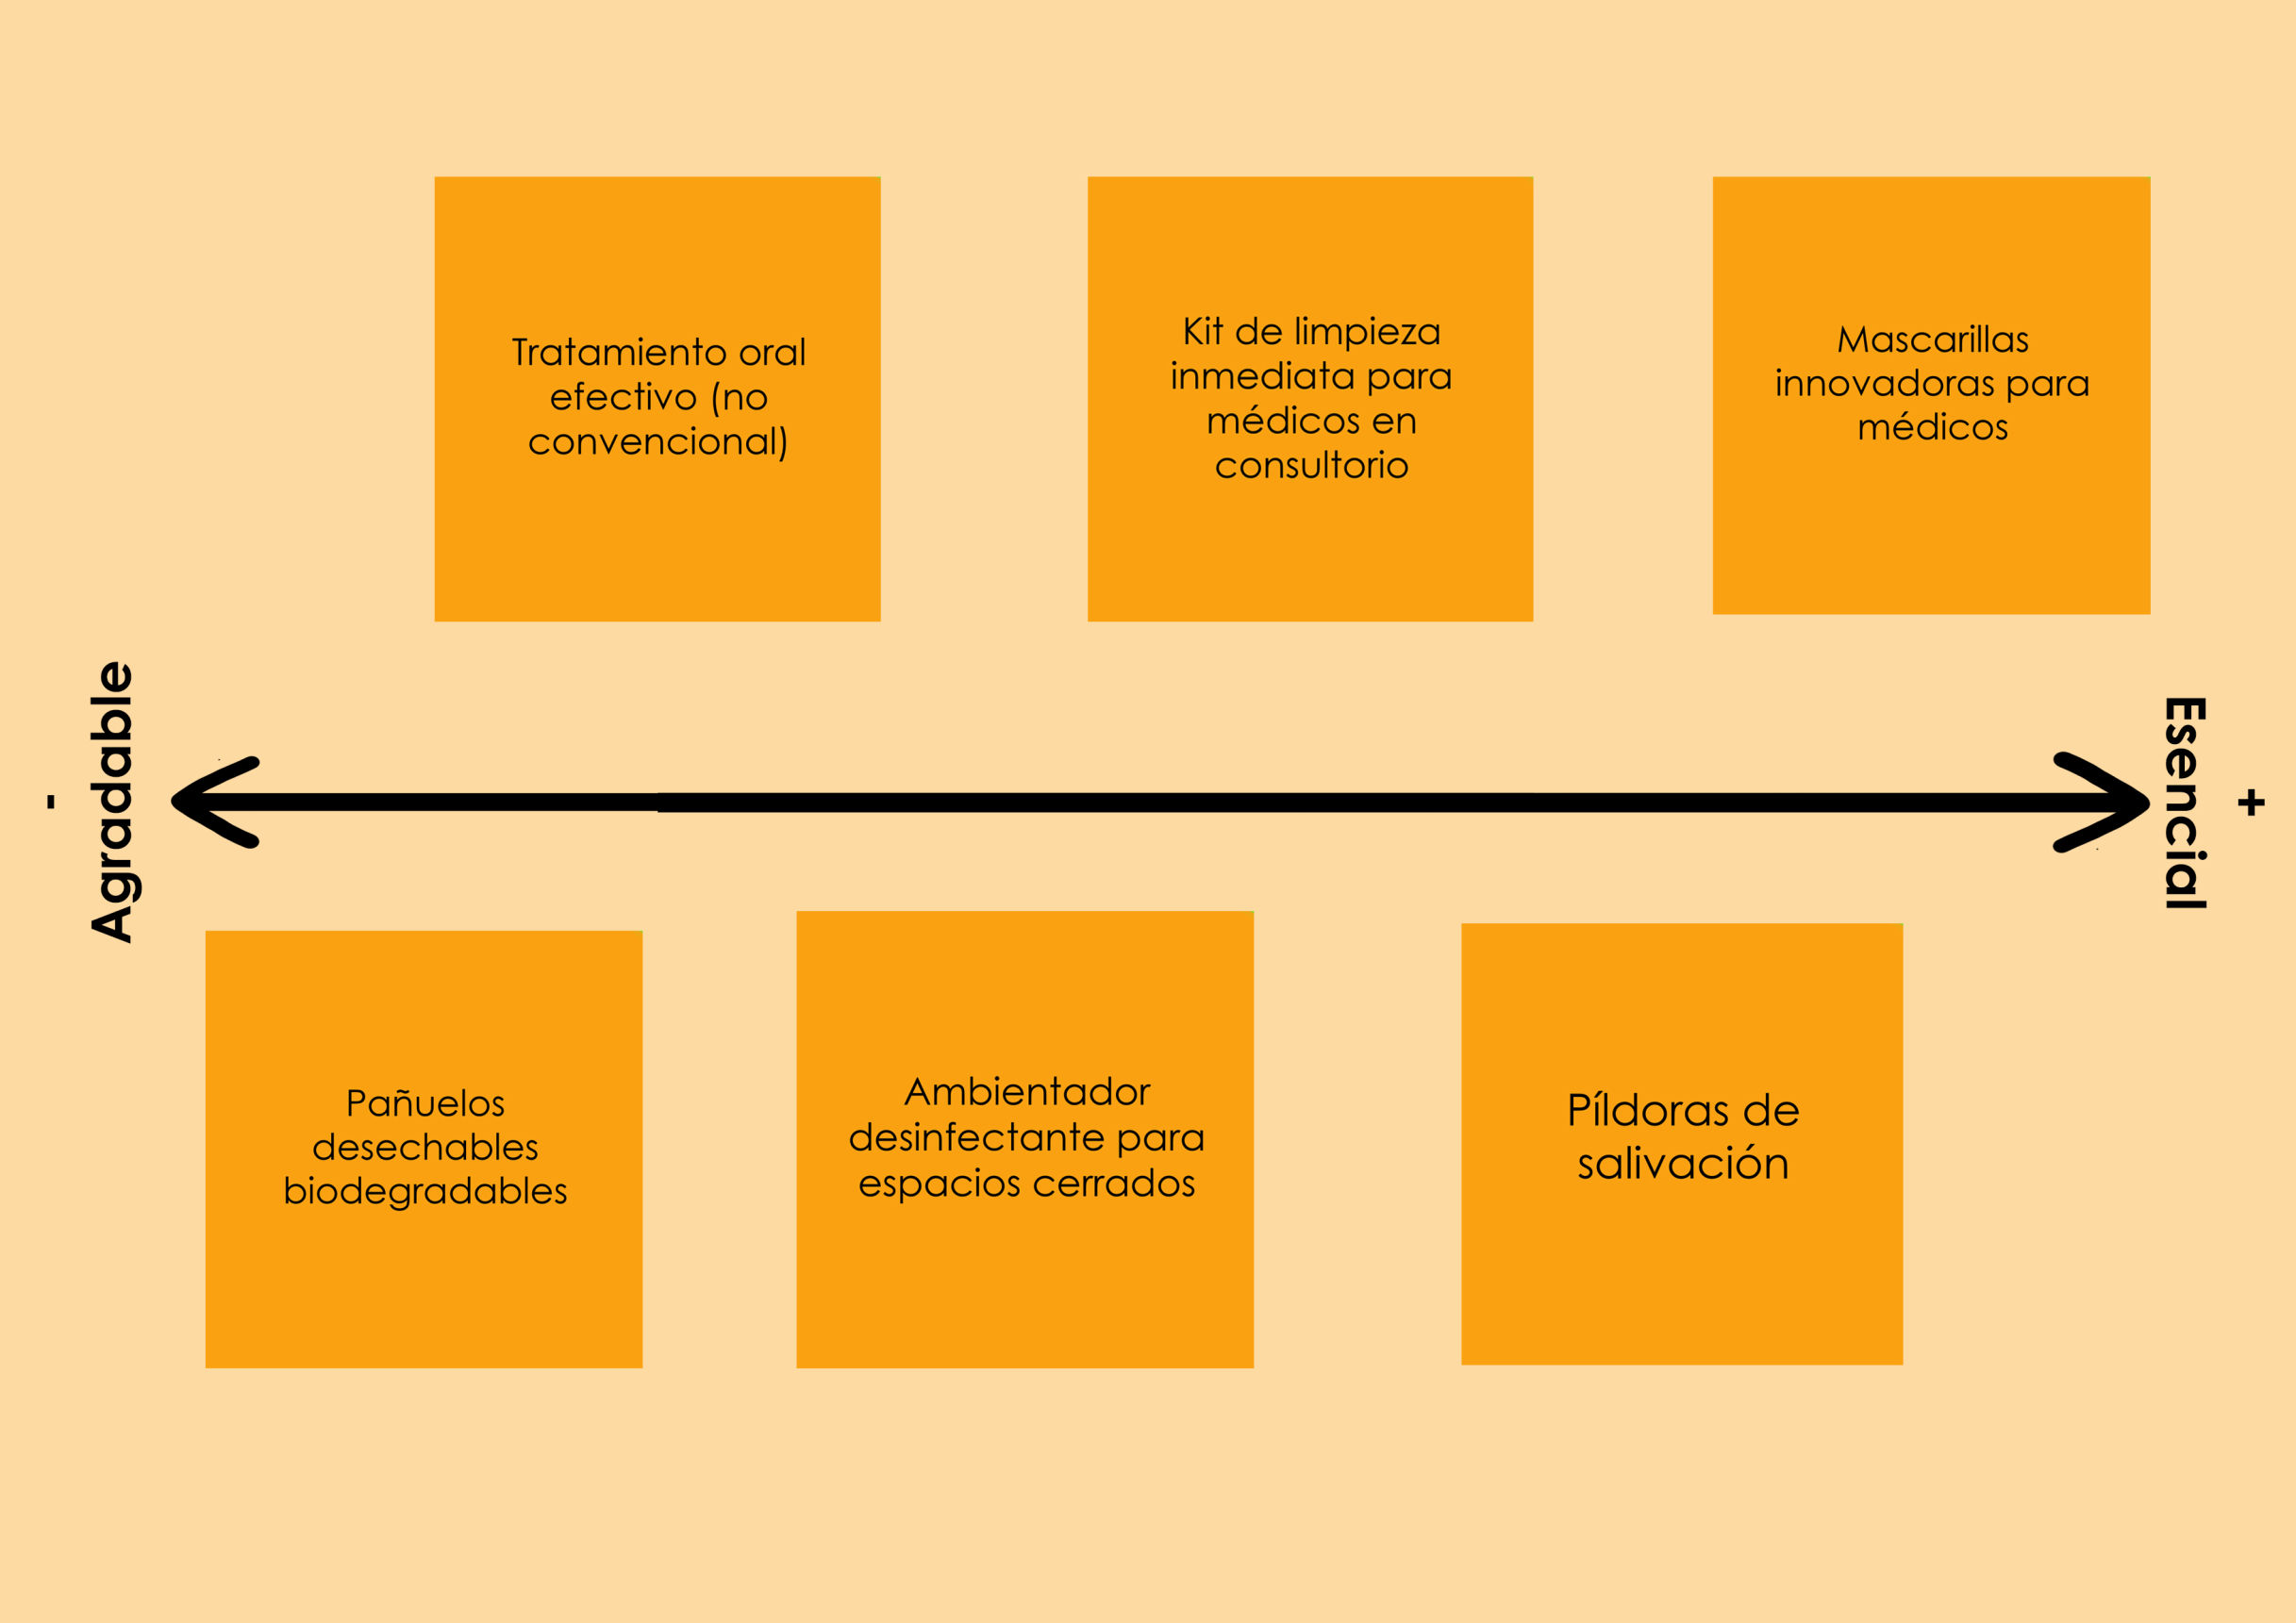 Tratamiento oral
efectivo (no
convencional)
Kit de limpieza
inmediata para
médicos en
consultorio
Mascarillas
innovadoras para
médicos
-
Agradable
Esencial
+
Pañuelos
desechables
biodegradables
Ambientador
desinfectante para
espacios cerrados
Píldoras de
salivación